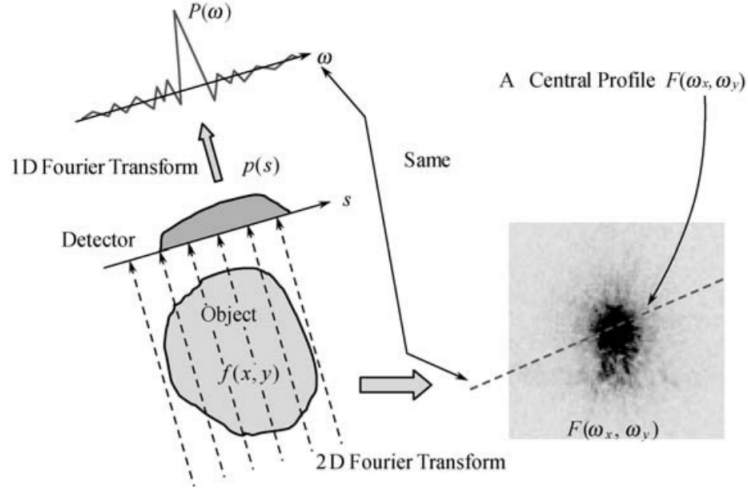 P(ω)
ω
A Central Profile F(ωx, ωy)
1D Fourier Transform
p(s)
Same
s
Detector
Object
f(x, y)
F(ωx, ωy)
2D Fourier Transform